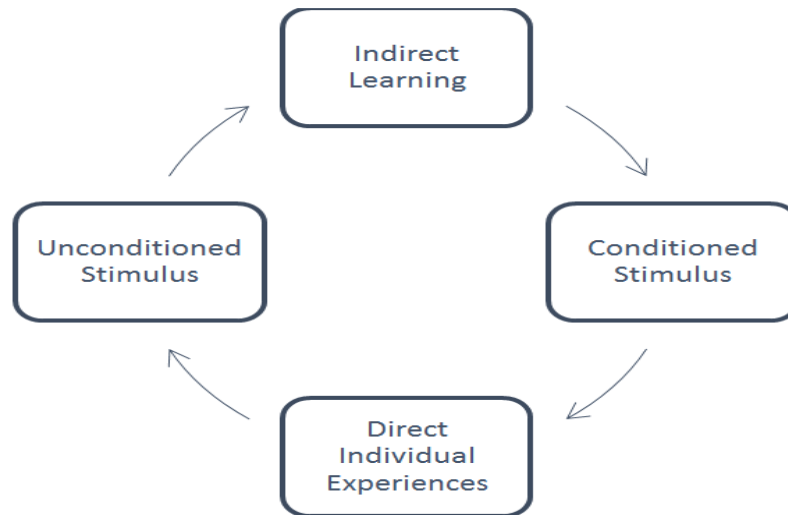 Indirect
Learning
Unconditioned
Stimulus
Conditioned
Stimulus
Direct
Individual
Experiences